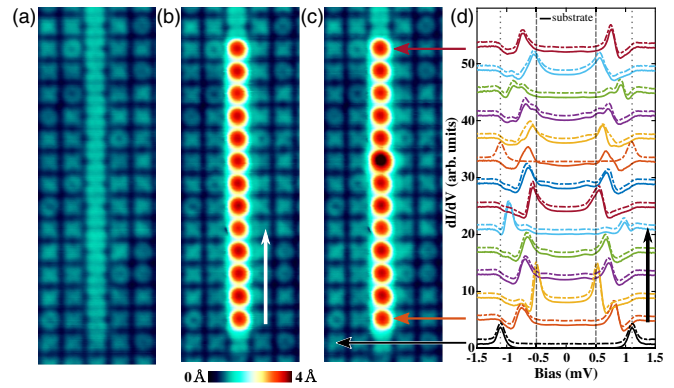 (a) (b) (c) (d)
substrate
50
40
30
20
10
0
dI/dV (arb. units)
-1.5 -1 -0.5 0 0.5 1 1.5
Bias (mV)
0 Å 4 Å